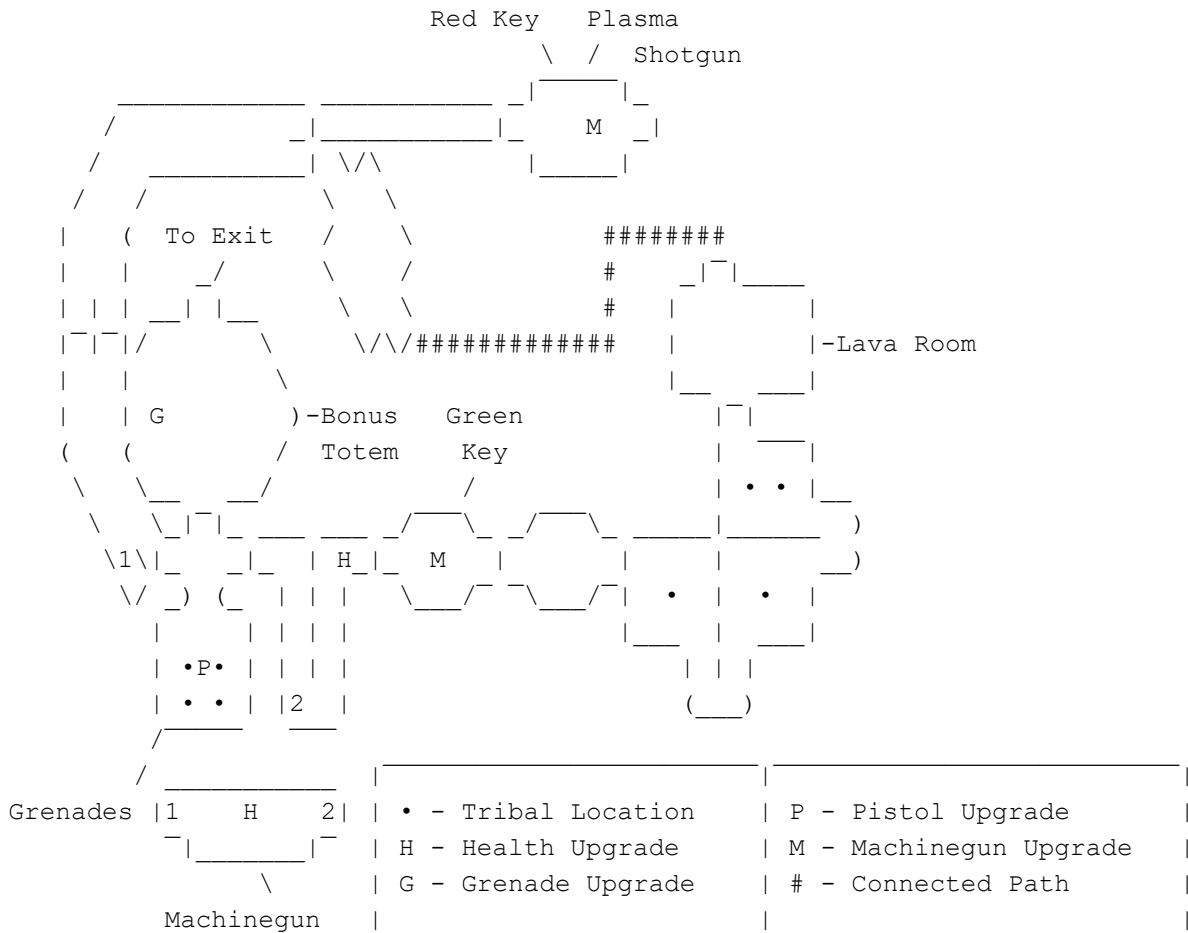 Red Key Plasma
Shotgun
M
To Exit
-Lava Room
G -Bonus Green
Totem Key
• •
1 H M
• •
•P•
• • 2
Grenades 1 H 2 • - Tribal Location P - Pistol Upgrade
H - Health Upgrade M - Machinegun Upgrade
G - Grenade Upgrade # - Connected Path
Machinegun